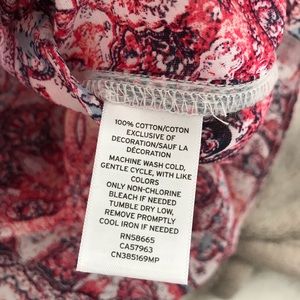 100% COTTON/COTON
EXCLUSIVE OF
DECORATION/SAUF LA
DÉCORATION
MACHINE WASH COLD,
GENTLE CYCLE, WITH LIKE
COLORS
ONLY NON-CHLORINE
BLEACH IF NEEDED
TUMBLE DRY LOW,
REMOVE PROMPTLY
COOL IRON IF NEEDED
RN58665
CA57963
CN385169MP